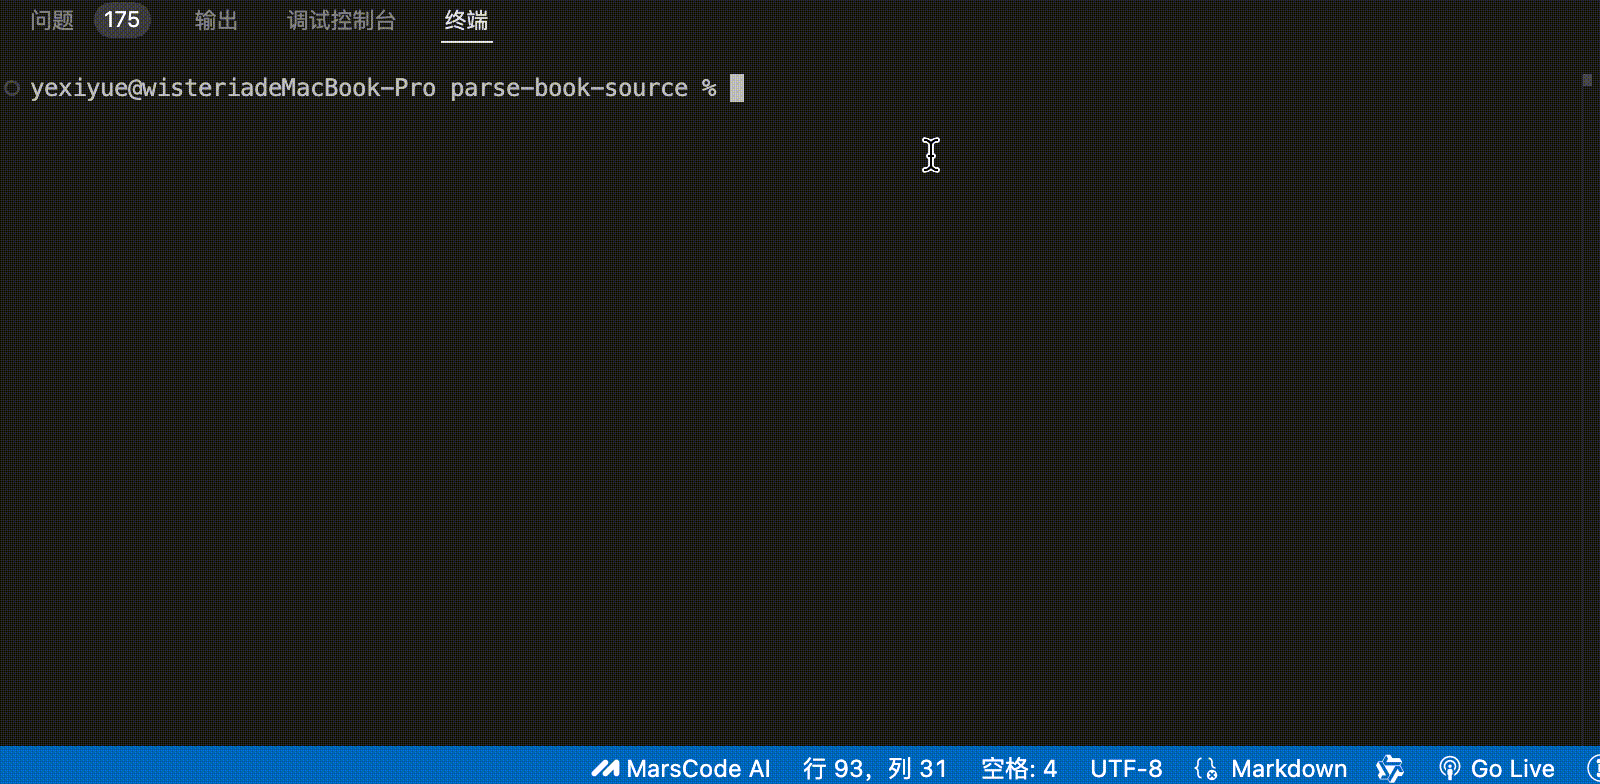 问题 175 输出 调试控制台 终端
yexiyue@wisteriadeMacBook-Pro parse-book-source %
MarsCode AI 行 93，列 31 空格: 4 UTF-8 Markdown Go Live